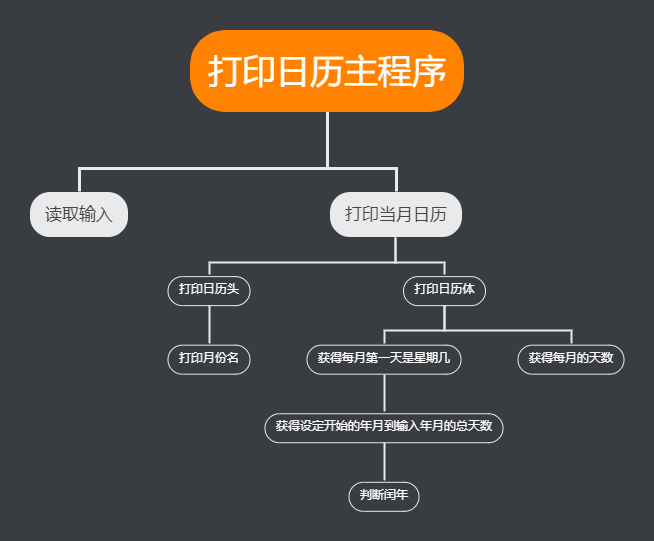 打印日历主程序
读取输入
打印当月日历
打印日历头
打印日历体
打印月份名
获得每月第一天是星期几
获得每月的天数
获得设定开始的年月到输入年月的总天数
判断闰年